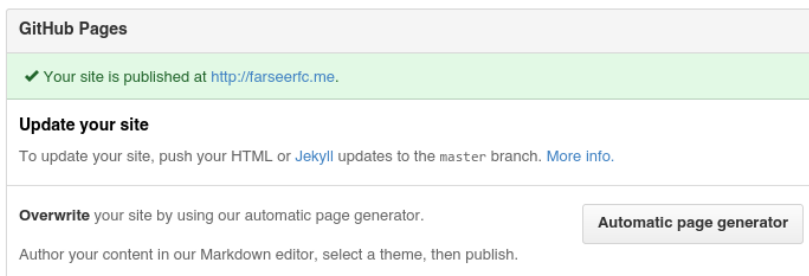 GitHub Pages
✔ Your site is published at http://farseerfc.me.
Update your site
To update your site, push your HTML or Jekyll updates to the master branch. More info.
Overwrite your site by using our automatic page generator.
Automatic page generator
Author your content in our Markdown editor, select a theme, then publish.